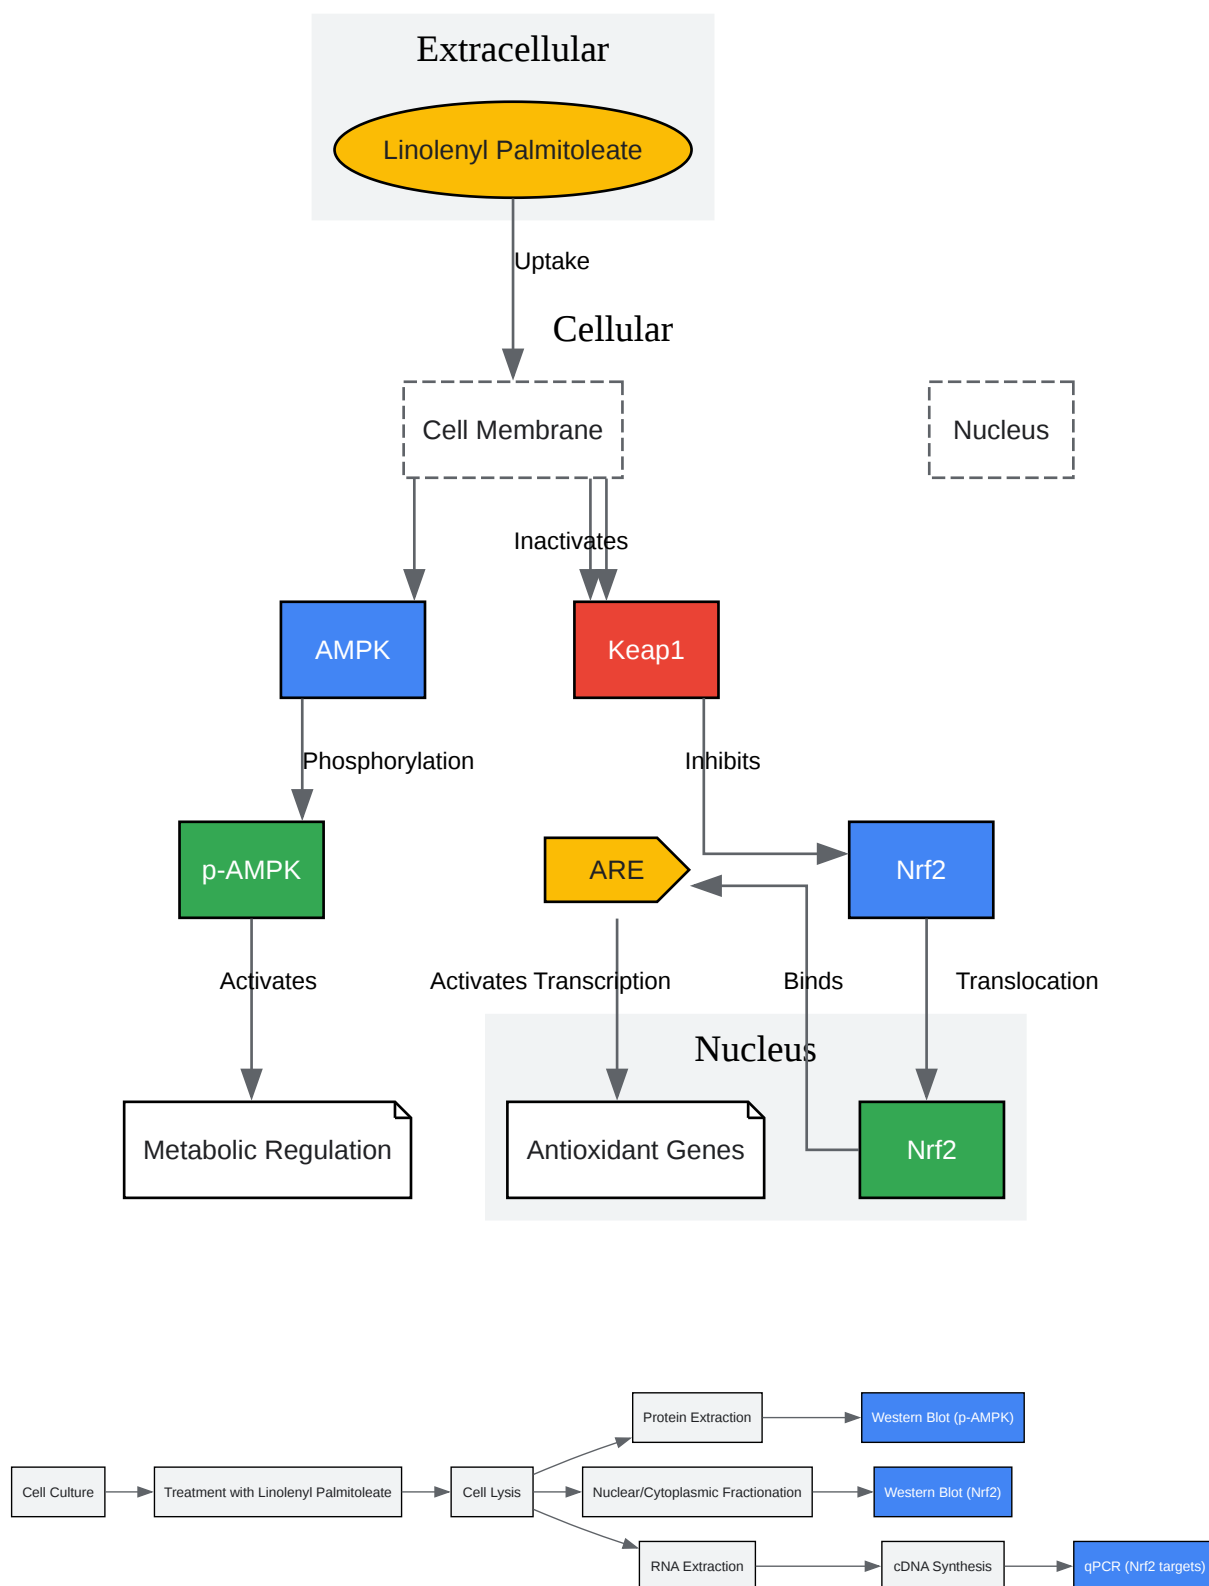 Extracellular
Linolenyl Palmitoleate
Uptake
Cellular
Cell Membrane
Nucleus
Inactivates
AMPK
Keap1
Phosphorylation
Inhibits
p-AMPK
ARE
Nrf2
Activates
Activates Transcription
Binds
Translocation
Nucleus
Metabolic Regulation
Antioxidant Genes
Nrf2
Protein Extraction
Western Blot (p-AMPK)
Cell Culture
Treatment with Linolenyl Palmitoleate
Cell Lysis
Nuclear/Cytoplasmic Fractionation
Western Blot (Nrf2)
RNA Extraction
cDNA Synthesis
qPCR (Nrf2 targets)